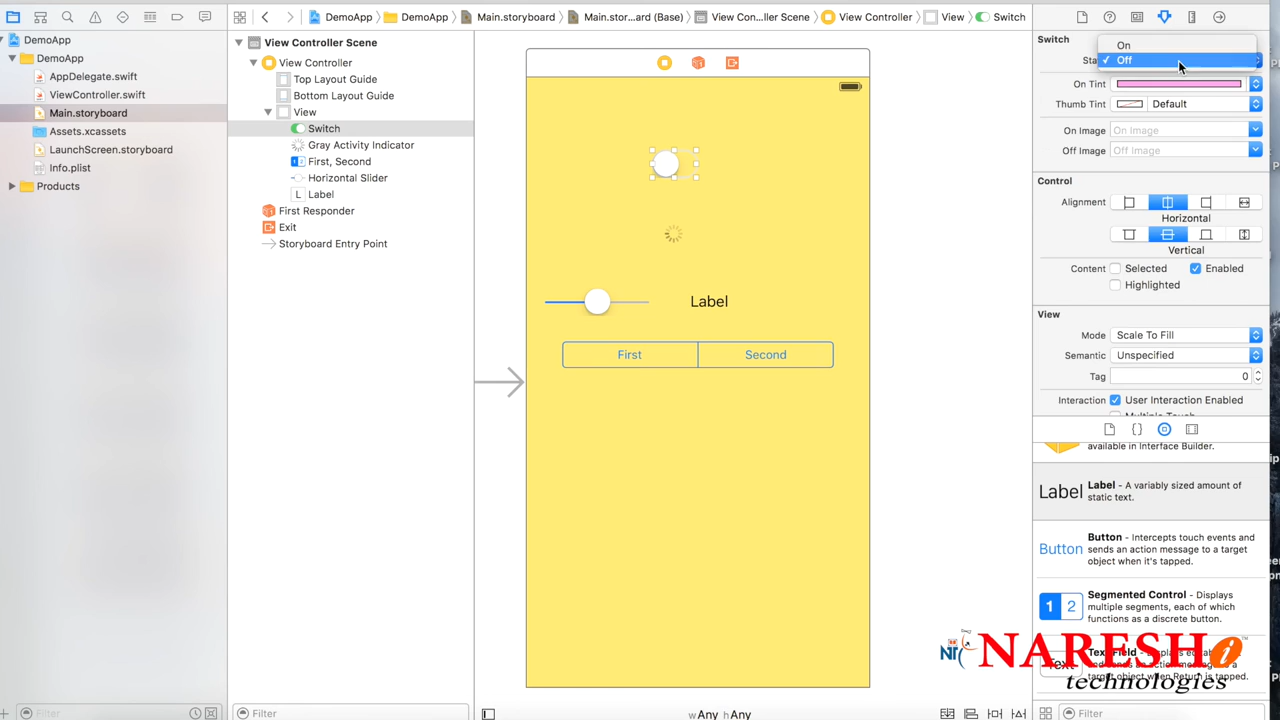 DemoApp
DemoApp
Main.storyboard
Main.stor...ard (Base)
View Con...ller Scene
View Controller
View
Switch
DemoApp
DemoApp
AppDelegate.swift
ViewController.swift
Main.storyboard
Assets.xcassets
LaunchScreen.storyboard
Info.plist
Products
View Controller Scene
View Controller
Top Layout Guide
Bottom Layout Guide
View
Switch
Gray Activity Indicator
First, Second
Horizontal Slider
L Label
First Responder
Exit
Storyboard Entry Point
Label
First Second
Switch
On
Sta
✓ Off
On Tint
Thumb Tint Default
On Image On Image
Off Image Off Image
Control
Alignment
Horizontal
Vertical
Content Selected ✓ Enabled
Highlighted
View
Mode Scale To Fill
Semantic Unspecified
Tag 0
Interaction ✓ User Interaction Enabled
available in Interface Builder.
Label Label - A variably sized amount of
static text.
Button Button - Intercepts touch events and
sends an action message to a target
object when it's tapped.
1 2 Segmented Control - Displays
multiple segments, each of which
functions as a discrete button.
Text
object when Return is tapped.
NARESH i
technologies
Filter
Filter
wAny hAny
Filter